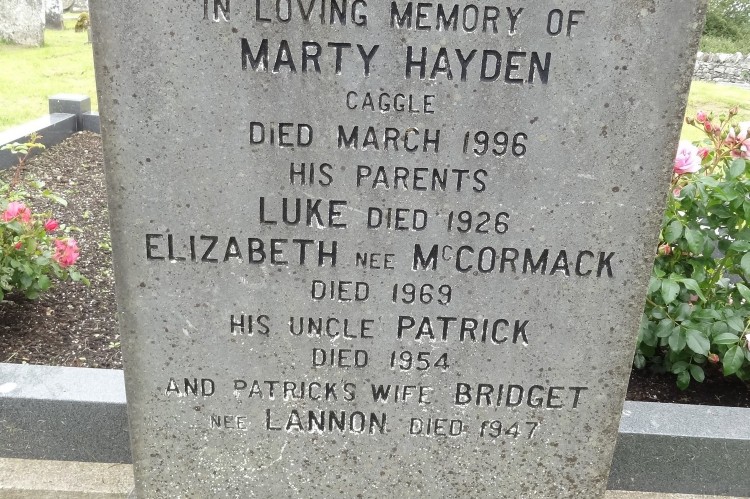 IN LOVING MEMORY OF
MARTY HAYDEN
CAGGLE
DIED MARCH 1996
HIS PARENTS
LUKE DIED 1926
ELIZABETH NEE McCORMACK
DIED 1969
HIS UNCLE PATRICK
DIED 1954
AND PATRICK'S WIFE BRIDGET
NEE LANNON DIED 1947